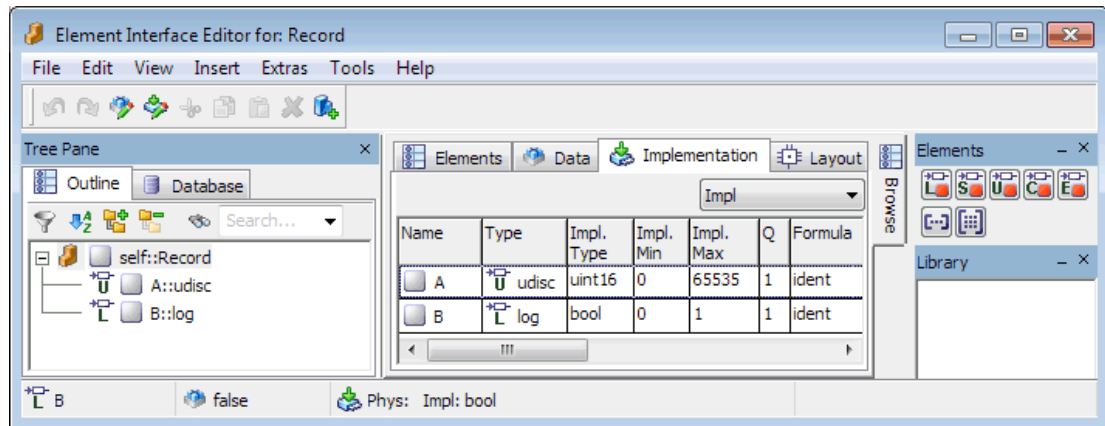 Element Interface Editor for: Record
File Edit View Insert Extras Tools Help
Tree Pane
Outline Database
Search...
self::Record
A::udisc
B::log
Elements Data Implementation Layout
Impl
Name Type Impl. Type Impl. Min Impl. Max Q Formula
A U udisc uint16 0 65535 1 ident
B L log bool 0 1 1 ident
Browse
Elements
L S U C E
Library
L B false Phys: Impl: bool